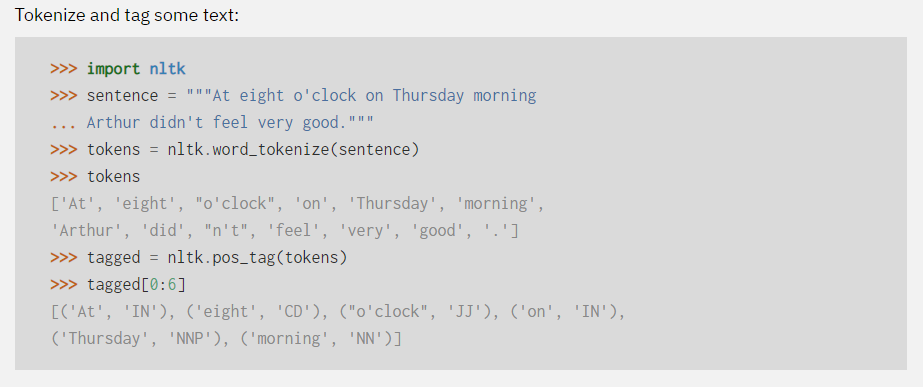 Tokenize and tag some text:
>>> import nltk
>>> sentence = """At eight o'clock on Thursday morning
... Arthur didn't feel very good."""
>>> tokens = nltk.word_tokenize(sentence)
>>> tokens
['At', 'eight', "o'clock", 'on', 'Thursday', 'morning',
'Arthur', 'did', "n't", 'feel', 'very', 'good', '.']
>>> tagged = nltk.pos_tag(tokens)
>>> tagged[0:6]
[('At', 'IN'), ('eight', 'CD'), ("o'clock", 'JJ'), ('on', 'IN'),
('Thursday', 'NNP'), ('morning', 'NN')]